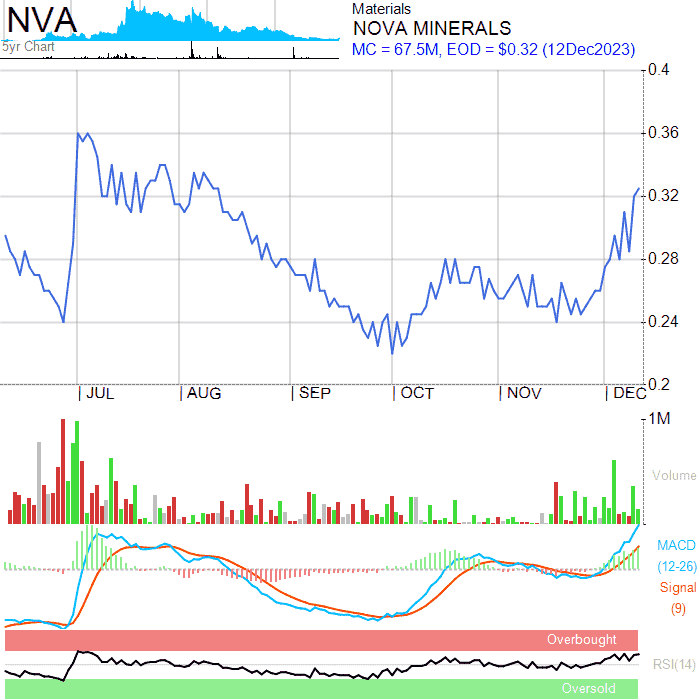 NVA
5yr Chart
Materials
NOVA MINERALS
MC = 67.5M, EOD = $0.32 (12Dec2023)
0.4
0.36
0.32
0.28
0.24
0.2
JUL AUG SEP OCT NOV DEC
1M
Volume
MACD
(12-26)
Signal
(9)
Overbought
RSI(14)
Oversold